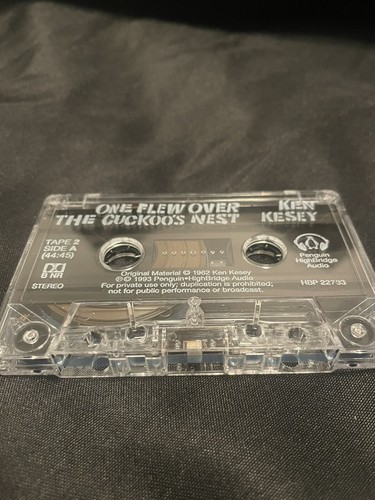 ONE FLEW OVER KEN
THE CUCKOO'S NEST KESEY
TAPE 2
SIDE A
(44:45)
B NR
STEREO
Penguin
HighBridge
Audio
Original Material © 1962 Ken Kesey
©℗ 1993 Penguin•HighBridge Audio
For private use only; duplication is prohibited;
not for public performance or broadcast.
HBP 22733